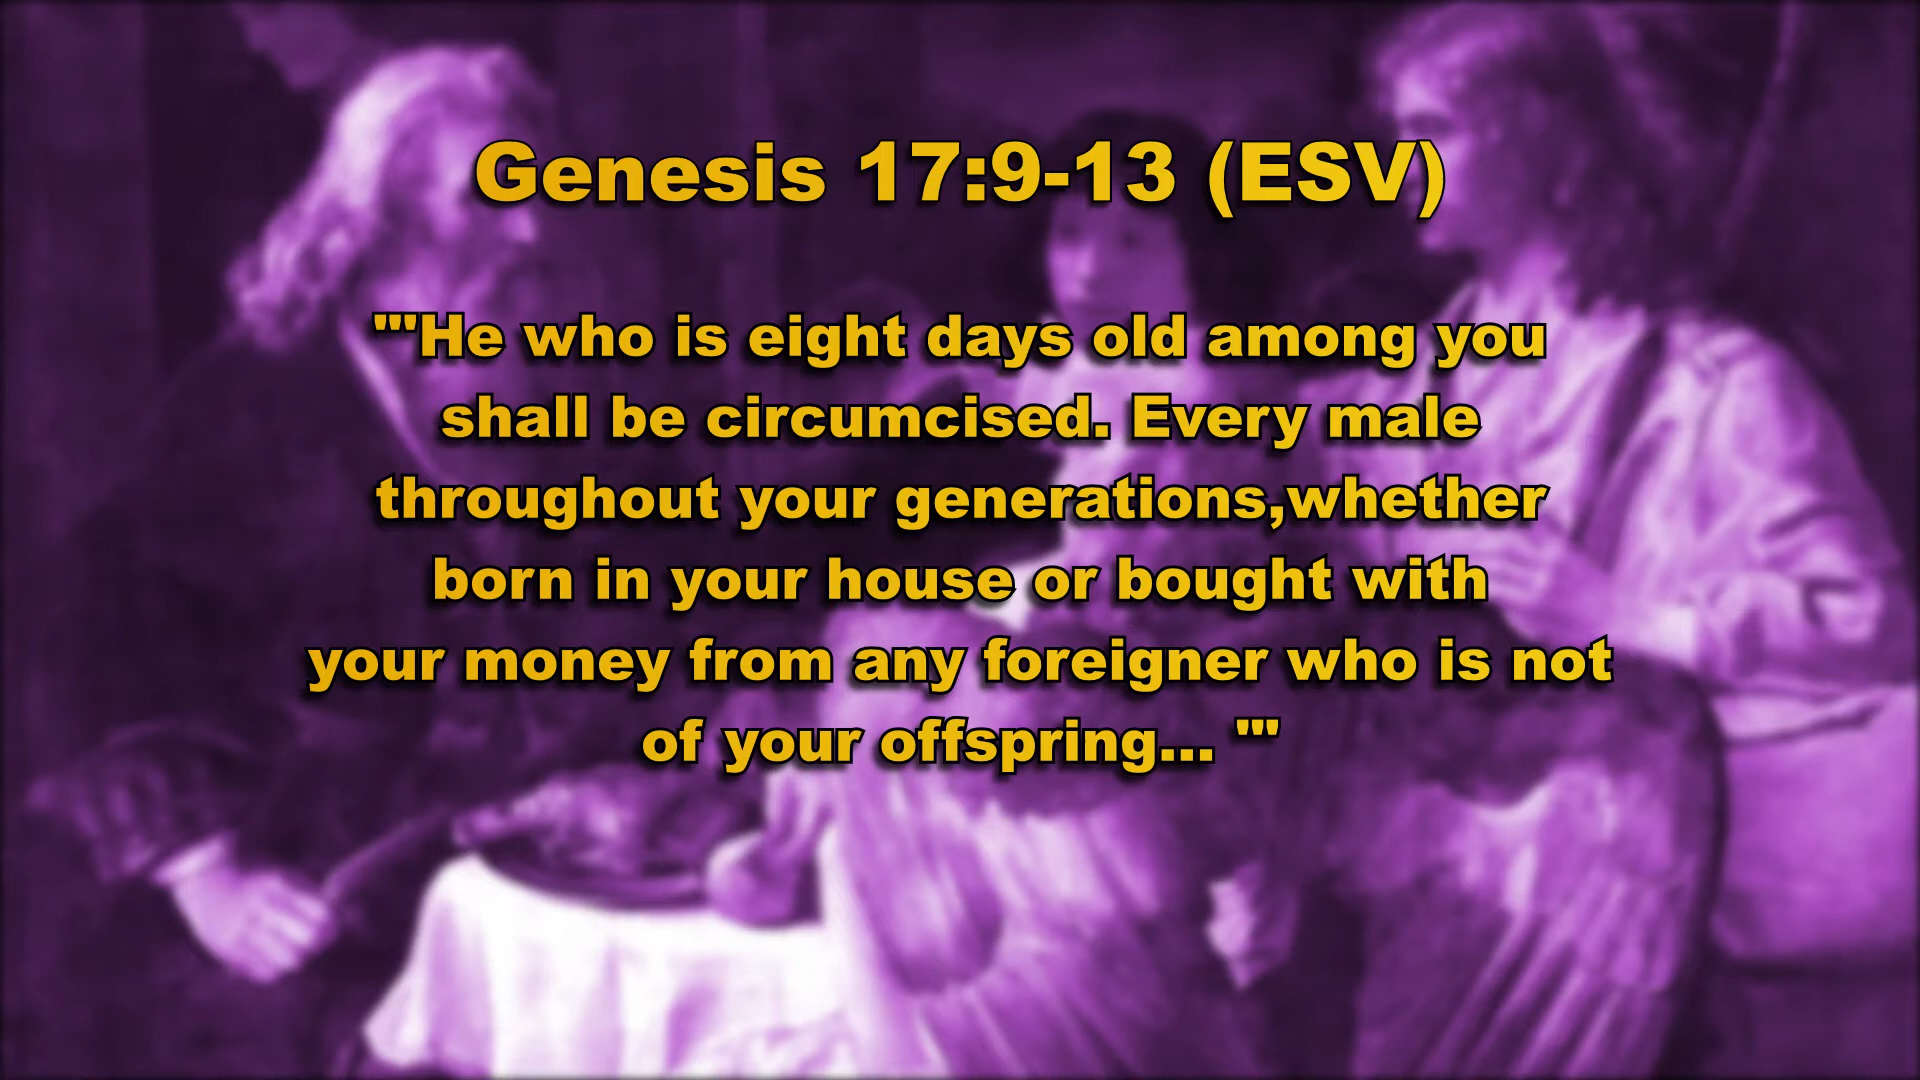 Genesis 17:9-13 (ESV)
"'He who is eight days old among you
shall be circumcised. Every male
throughout your generations,whether
born in your house or bought with
your money from any foreigner who is not
of your offspring... '"